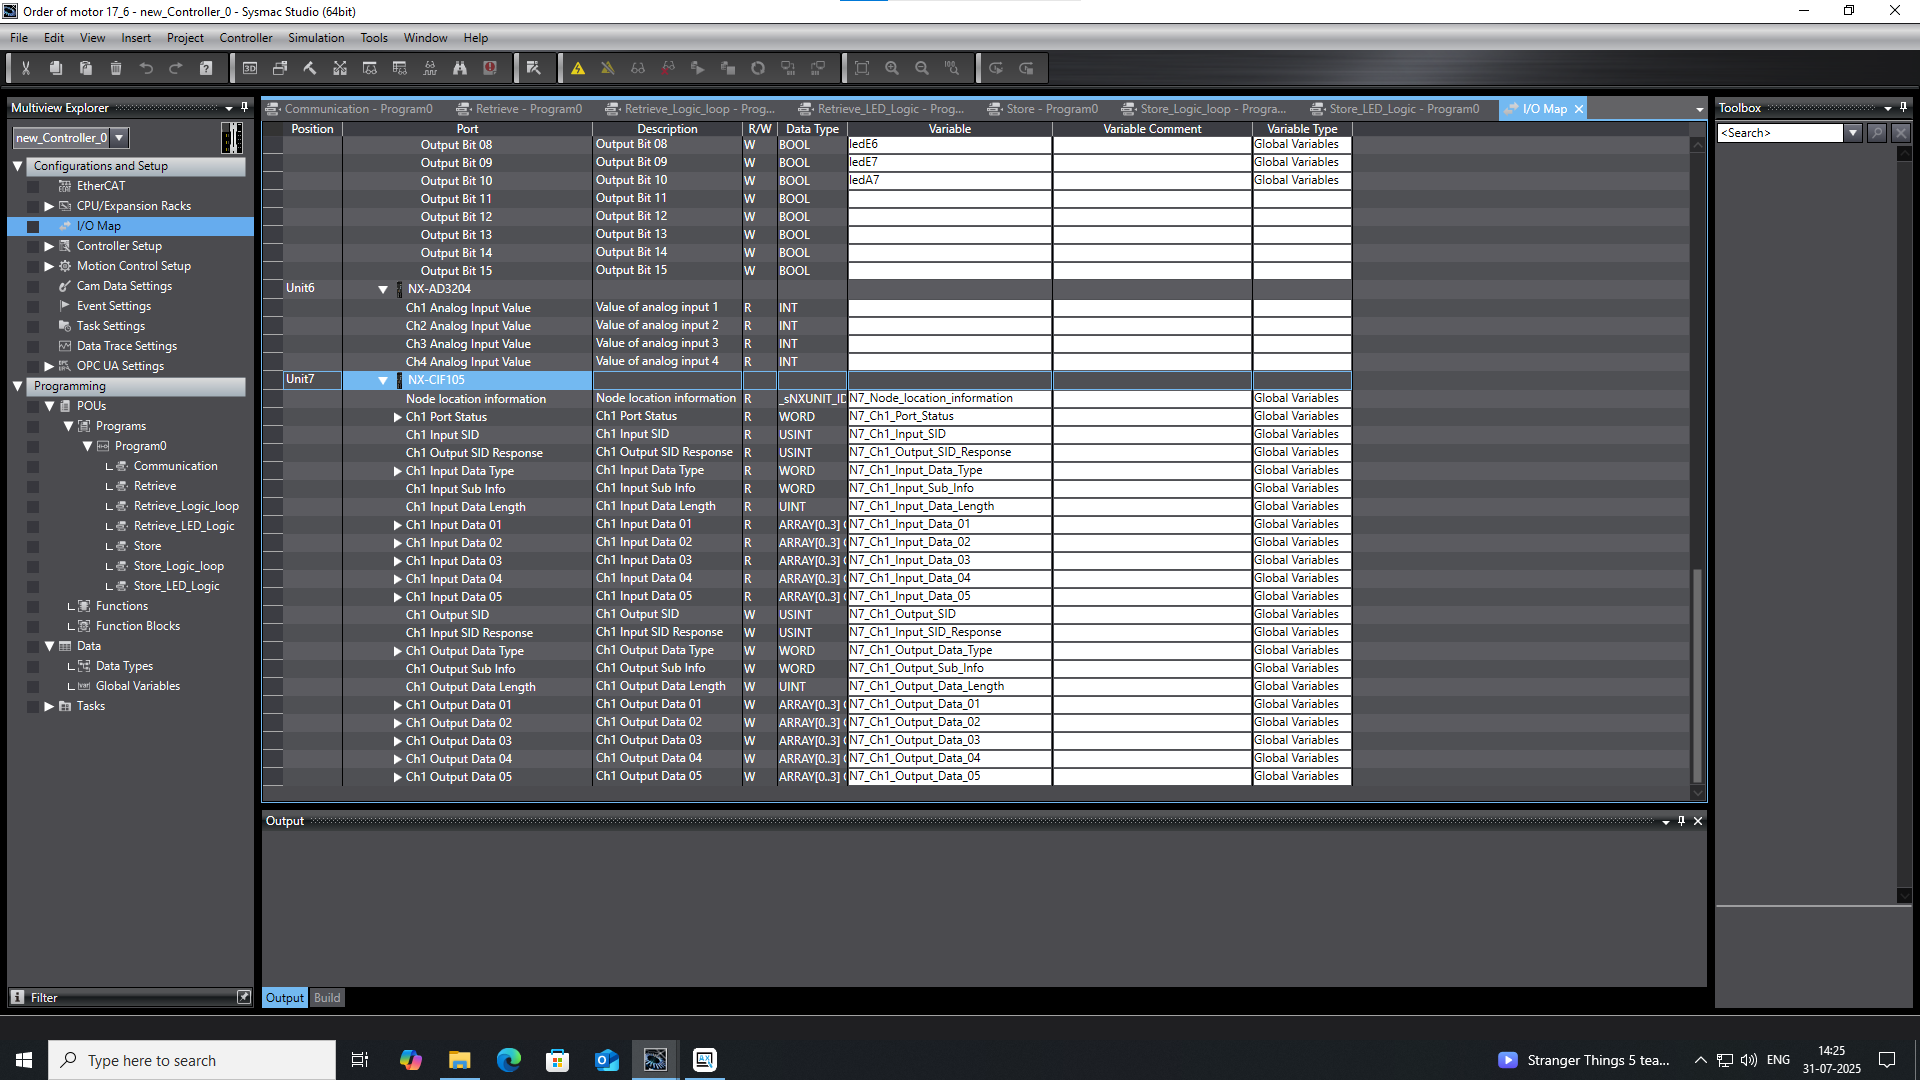 Order of motor 17_6 - new_Controller_0 - Sysmac Studio (64bit)
File Edit View Insert Project Controller Simulation Tools Window Help
Multiview Explorer
new_Controller_0
Configurations and Setup
EtherCAT
CPU/Expansion Racks
I/O Map
Controller Setup
Motion Control Setup
Cam Data Settings
Event Settings
Task Settings
Data Trace Settings
OPC UA Settings
Programming
POUs
Programs
Program0
Communication
Retrieve
Retrieve_Logic_loop
Retrieve_LED_Logic
Store
Store_Logic_loop
Store_LED_Logic
Functions
Function Blocks
Data
Data Types
Global Variables
Tasks
Filter
Communication - Program0 Retrieve - Program0 Retrieve_Logic_loop - Prog... Retrieve_LED_Logic - Prog... Store - Program0 Store_Logic_loop - Progra... Store_LED_Logic - Program0 I/O Map
Position Port Description R/W Data Type Variable Variable Comment Variable Type
Output Bit 08 Output Bit 08 W BOOL ledE6 Global Variables
Output Bit 09 Output Bit 09 W BOOL ledE7 Global Variables
Output Bit 10 Output Bit 10 W BOOL ledA7 Global Variables
Output Bit 11 Output Bit 11 W BOOL
Output Bit 12 Output Bit 12 W BOOL
Output Bit 13 Output Bit 13 W BOOL
Output Bit 14 Output Bit 14 W BOOL
Output Bit 15 Output Bit 15 W BOOL
Unit6 NX-AD3204
Ch1 Analog Input Value Value of analog input 1 R INT
Ch2 Analog Input Value Value of analog input 2 R INT
Ch3 Analog Input Value Value of analog input 3 R INT
Ch4 Analog Input Value Value of analog input 4 R INT
Unit7 NX-CIF105
Node location information Node location information R _sNXUNIT_ID N7_Node_location_information Global Variables
Ch1 Port Status Ch1 Port Status R WORD N7_Ch1_Port_Status Global Variables
Ch1 Input SID Ch1 Input SID R USINT N7_Ch1_Input_SID Global Variables
Ch1 Output SID Response Ch1 Output SID Response R USINT N7_Ch1_Output_SID_Response Global Variables
Ch1 Input Data Type Ch1 Input Data Type R WORD N7_Ch1_Input_Data_Type Global Variables
Ch1 Input Sub Info Ch1 Input Sub Info R WORD N7_Ch1_Input_Sub_Info Global Variables
Ch1 Input Data Length Ch1 Input Data Length R UINT N7_Ch1_Input_Data_Length Global Variables
Ch1 Input Data 01 Ch1 Input Data 01 R ARRAY[0..3] N7_Ch1_Input_Data_01 Global Variables
Ch1 Input Data 02 Ch1 Input Data 02 R ARRAY[0..3] N7_Ch1_Input_Data_02 Global Variables
Ch1 Input Data 03 Ch1 Input Data 03 R ARRAY[0..3] N7_Ch1_Input_Data_03 Global Variables
Ch1 Input Data 04 Ch1 Input Data 04 R ARRAY[0..3] N7_Ch1_Input_Data_04 Global Variables
Ch1 Input Data 05 Ch1 Input Data 05 R ARRAY[0..3] N7_Ch1_Input_Data_05 Global Variables
Ch1 Output SID Ch1 Output SID W USINT N7_Ch1_Output_SID Global Variables
Ch1 Input SID Response Ch1 Input SID Response W USINT N7_Ch1_Input_SID_Response Global Variables
Ch1 Output Data Type Ch1 Output Data Type W WORD N7_Ch1_Output_Data_Type Global Variables
Ch1 Output Sub Info Ch1 Output Sub Info W WORD N7_Ch1_Output_Sub_Info Global Variables
Ch1 Output Data Length Ch1 Output Data Length W UINT N7_Ch1_Output_Data_Length Global Variables
Ch1 Output Data 01 Ch1 Output Data 01 W ARRAY[0..3] N7_Ch1_Output_Data_01 Global Variables
Ch1 Output Data 02 Ch1 Output Data 02 W ARRAY[0..3] N7_Ch1_Output_Data_02 Global Variables
Ch1 Output Data 03 Ch1 Output Data 03 W ARRAY[0..3] N7_Ch1_Output_Data_03 Global Variables
Ch1 Output Data 04 Ch1 Output Data 04 W ARRAY[0..3] N7_Ch1_Output_Data_04 Global Variables
Ch1 Output Data 05 Ch1 Output Data 05 W ARRAY[0..3] N7_Ch1_Output_Data_05 Global Variables
Output
Output Build
Toolbox
<Search>
Type here to search
Stranger Things 5 tea...
ENG
14:25
31-07-2025